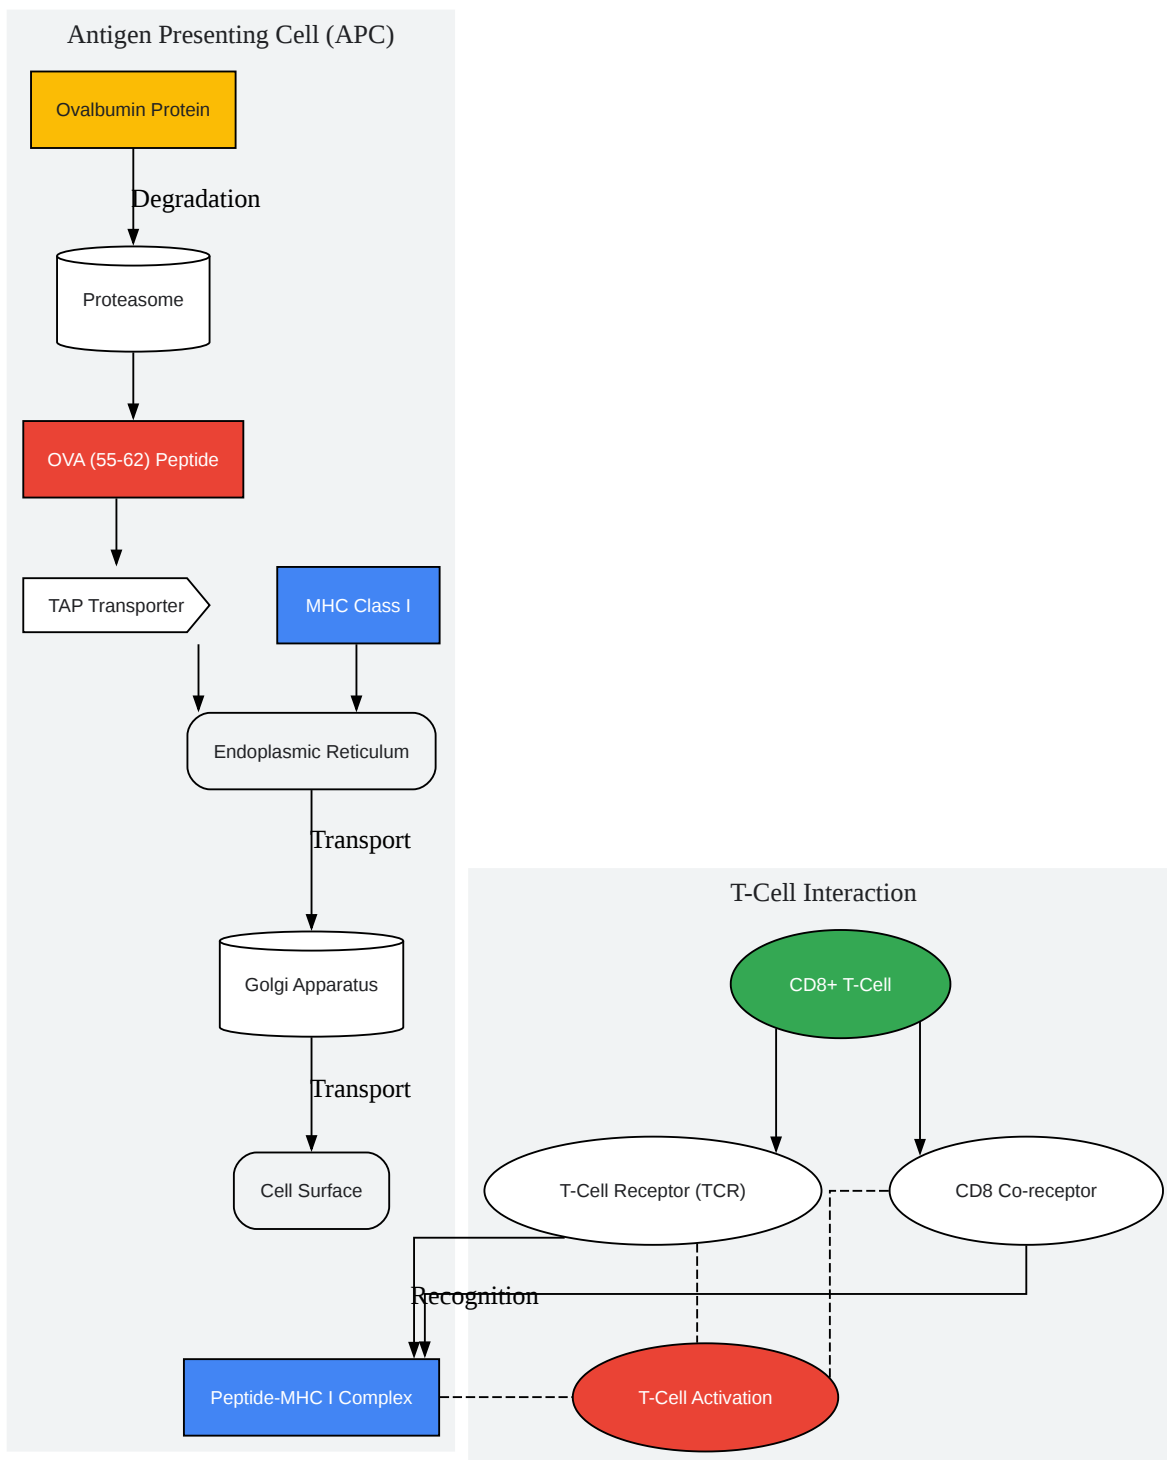 Antigen Presenting Cell (APC)
Ovalbumin Protein
Degradation
Proteasome
OVA (55-62) Peptide
TAP Transporter
MHC Class I
Endoplasmic Reticulum
Transport
Golgi Apparatus
Transport
Cell Surface
T-Cell Interaction
CD8+ T-Cell
T-Cell Receptor (TCR)
CD8 Co-receptor
Recognition
Peptide-MHC I Complex
T-Cell Activation